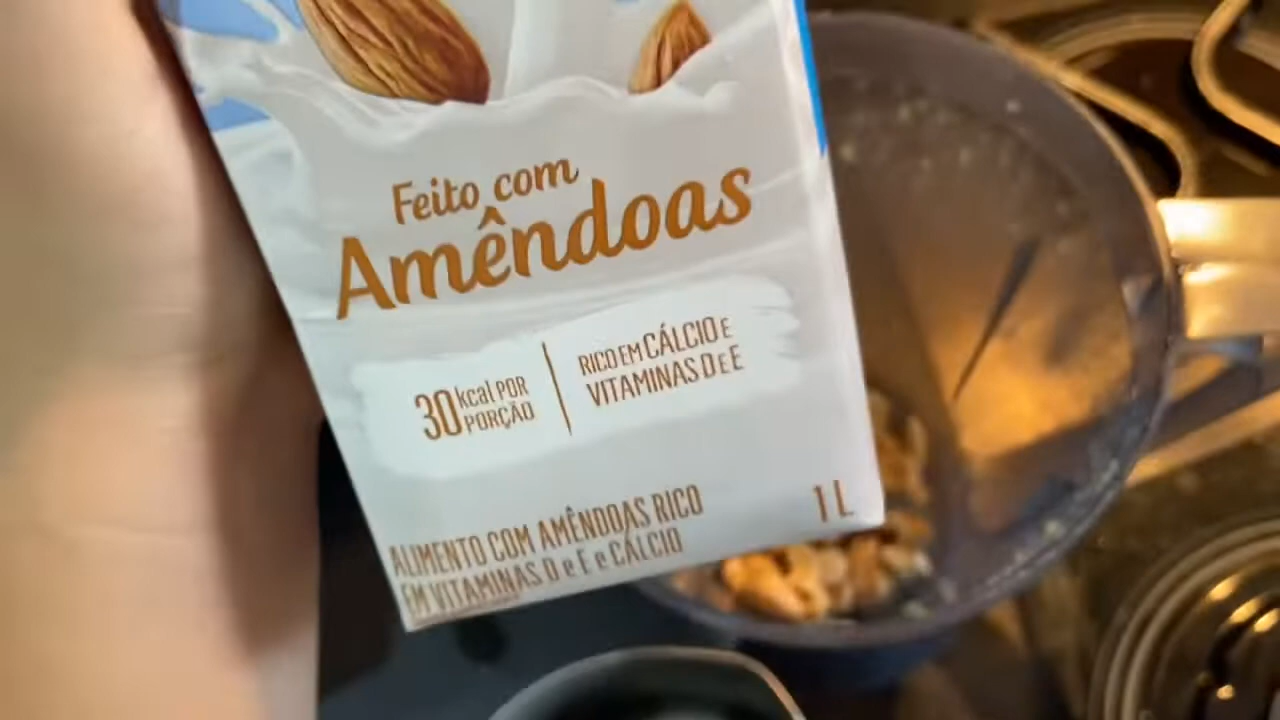 Feito com
Amêndoas
30 kcal POR
PORÇÃO
RICO EM CÁLCIO E
VITAMINAS D E E
ALIMENTO COM AMÊNDOAS RICO
EM VITAMINAS D e E e CÁLCIO
1 L